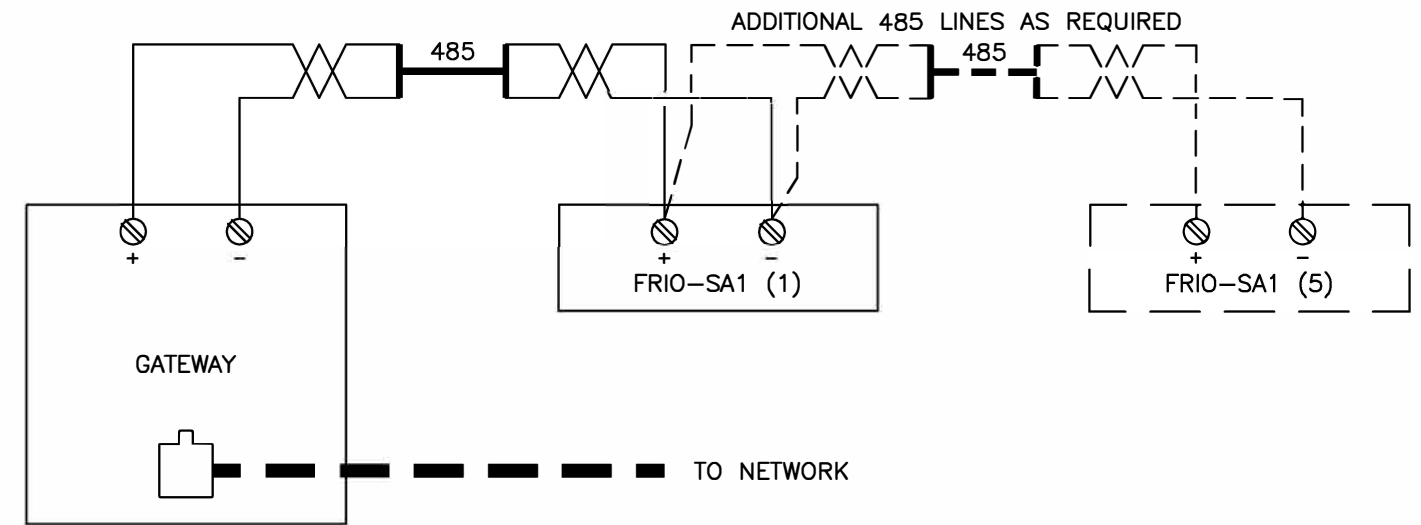 ADDITIONAL 485 LINES AS REQUIRED
485
485
+
-
+
-
+
-
FRIO-SA1 (1)
FRIO-SA1 (5)
GATEWAY
TO NETWORK